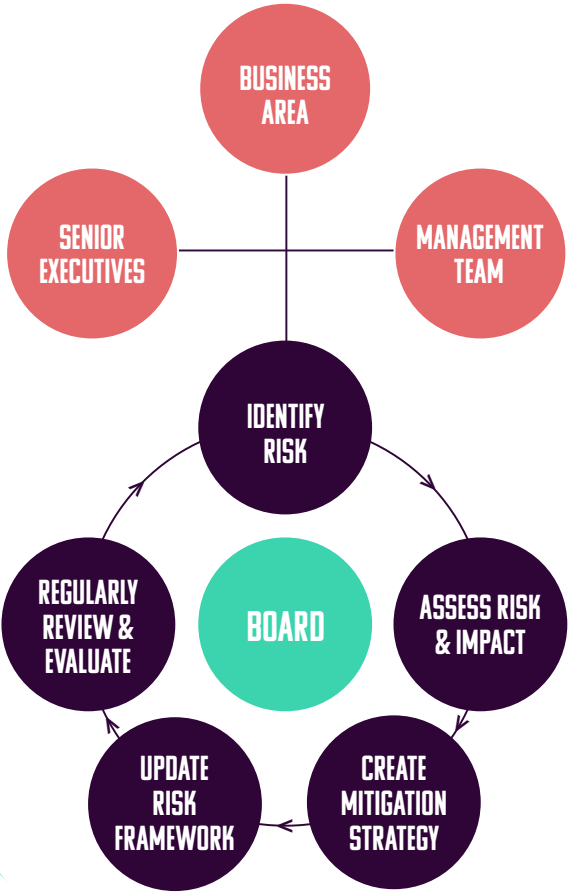 BUSINESS
AREA
SENIOR
EXECUTIVES
MANAGEMENT
TEAM
IDENTIFY
RISK
REGULARLY
REVIEW &
EVALUATE
BOARD
ASSESS RISK
& IMPACT
UPDATE
RISK
FRAMEWORK
CREATE
MITIGATION
STRATEGY